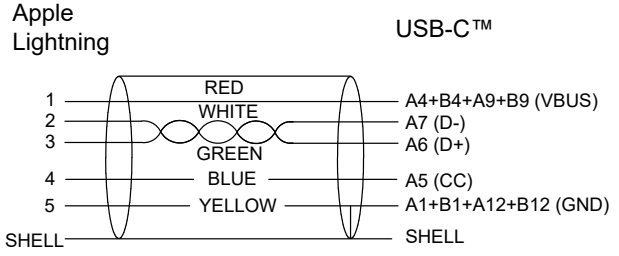 Apple
Lightning
USB-C™
RED
1 A4+B4+A9+B9 (VBUS)
WHITE
2 A7 (D-)
3 A6 (D+)
GREEN
4 BLUE A5 (CC)
5 YELLOW A1+B1+A12+B12 (GND)
SHELL SHELL